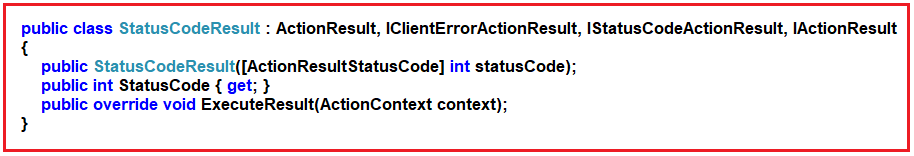 public class StatusCodeResult : ActionResult, IClientErrorActionResult, IStatusCodeActionResult, IActionResult
{
public StatusCodeResult([ActionResultStatusCode] int statusCode);
public int StatusCode { get; }
public override void ExecuteResult(ActionContext context);
}